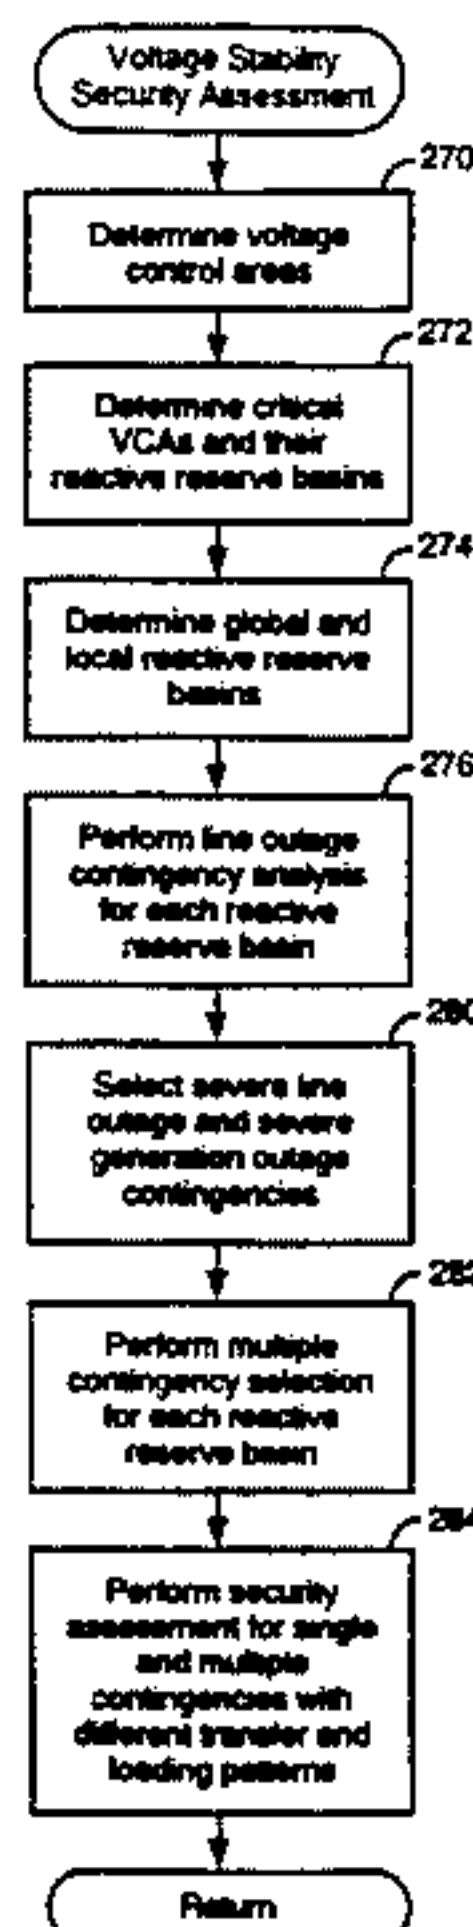 Voltage Stability
Security Assessment
270
Determine voltage
control areas
272
Determine critical
VCAs and their
reactive reserve basins
274
Determine global and
local reactive reserve
basins
276
Perform line outage
contingency analysis
for each reactive
reserve basin
280
Select severe line
outage and severe
generation outage
contingencies
282
Perform multiple
contingency selection
for each reactive
reserve basin
284
Perform security
assessment for single
and multiple
contingencies with
different transfer and
loading patterns
Return